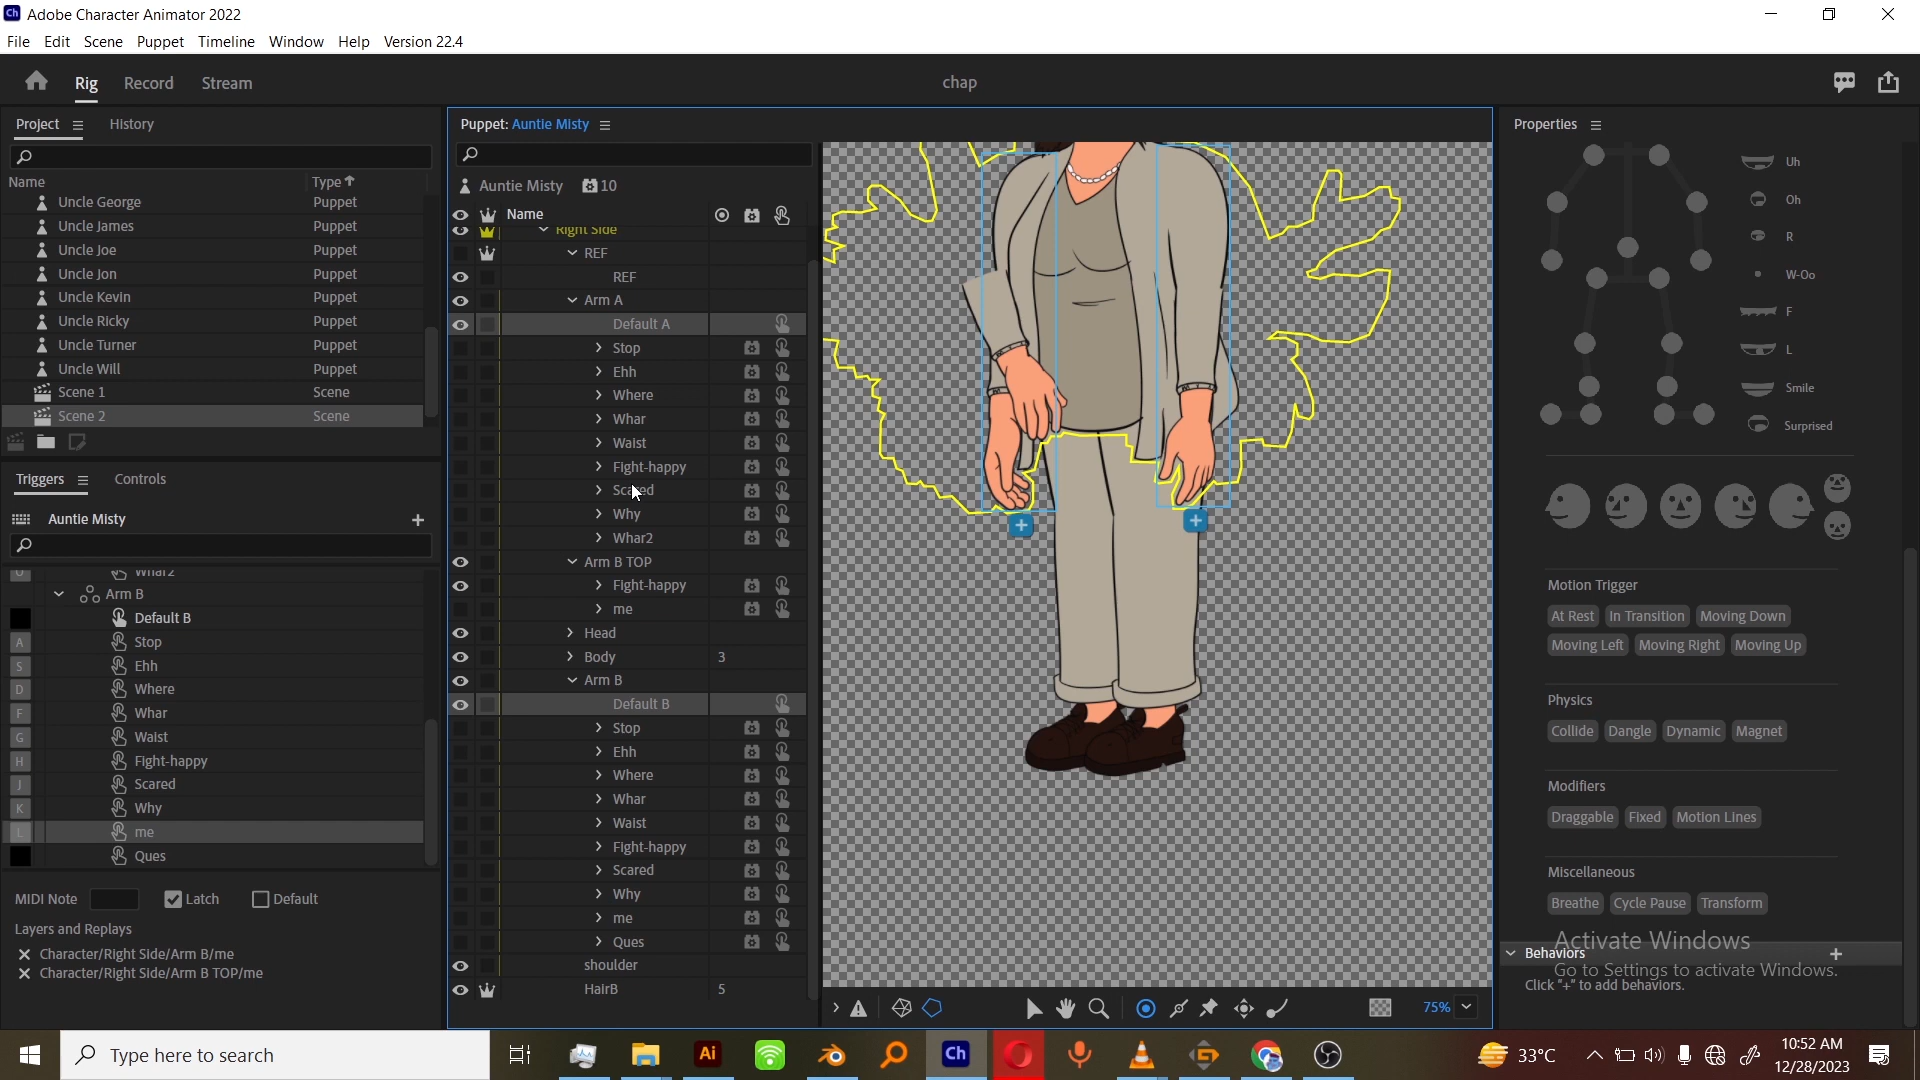 Ch Adobe Character Animator 2022
File Edit Scene Puppet Timeline Window Help Version 22.4
Rig Record Stream
chap
Project History
Name Type
Uncle George Puppet
Uncle James Puppet
Uncle Joe Puppet
Uncle Jon Puppet
Uncle Kevin Puppet
Uncle Ricky Puppet
Uncle Turner Puppet
Uncle Will Puppet
Scene 1 Scene
Scene 2 Scene
Triggers Controls
Auntie Misty +
Whar2
Arm B
Default B
A Stop
S Ehh
D Where
F Whar
G Waist
H Fight-happy
J Scared
K Why
L me
Ques
MIDI Note Latch Default
Layers and Replays
Character/Right Side/Arm B/me
Character/Right Side/Arm B TOP/me
Puppet: Auntie Misty
Auntie Misty 10
Name
Right Side
REF
REF
Arm A
Default A
Stop
Ehh
Where
Whar
Waist
Fight-happy
Scared
Why
Whar2
Arm B TOP
Fight-happy
me
Head
Body 3
Arm B
Default B
Stop
Ehh
Where
Whar
Waist
Fight-happy
Scared
Why
me
Ques
shoulder
HairB 5
75%
Properties
Uh
Oh
R
W-Oo
F
L
Smile
Surprised
Motion Trigger
At Rest In Transition Moving Down
Moving Left Moving Right Moving Up
Physics
Collide Dangle Dynamic Magnet
Modifiers
Draggable Fixed Motion Lines
Miscellaneous
Breathe Cycle Pause Transform
Activate Windows
Behaviors +
Go to Settings to activate Windows.
Click "+" to add behaviors.
Type here to search
Ai
Ch
33°C
10:52 AM
12/28/2023